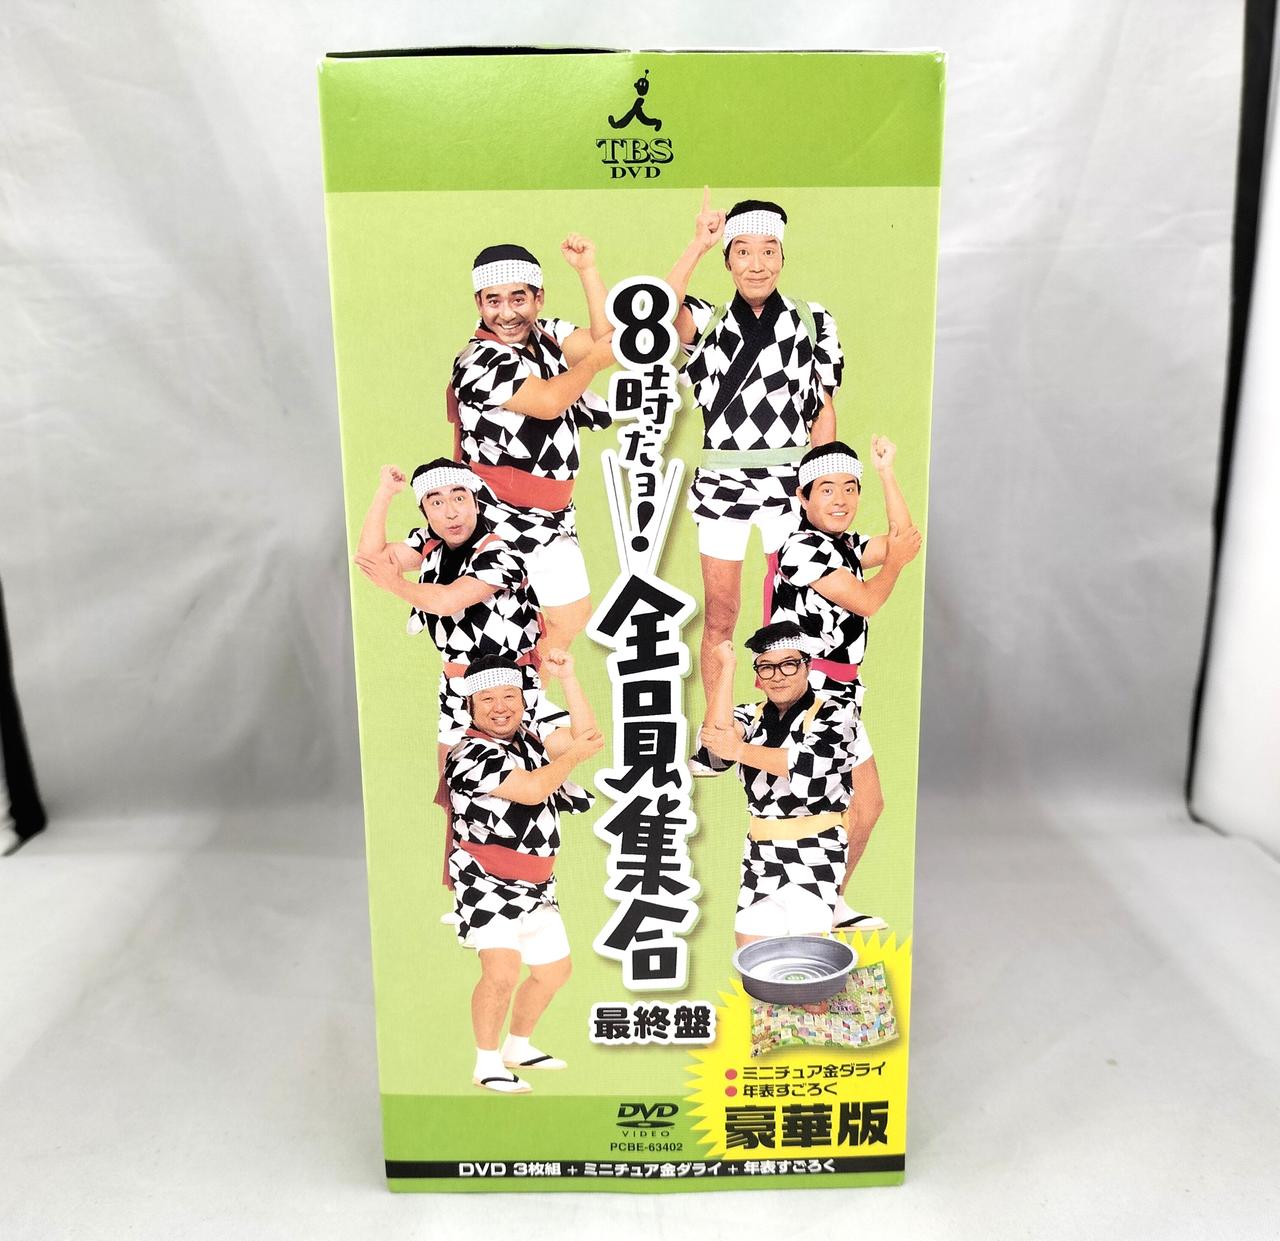 TBS
DVD
8時だョ!
全員集合
最終盤
ミニチュア金ダライ
年表すごろく
豪華版
DVD
VIDEO
PCBE-63402
DVD 3枚組 + ミニチュア金ダライ + 年表すごろく